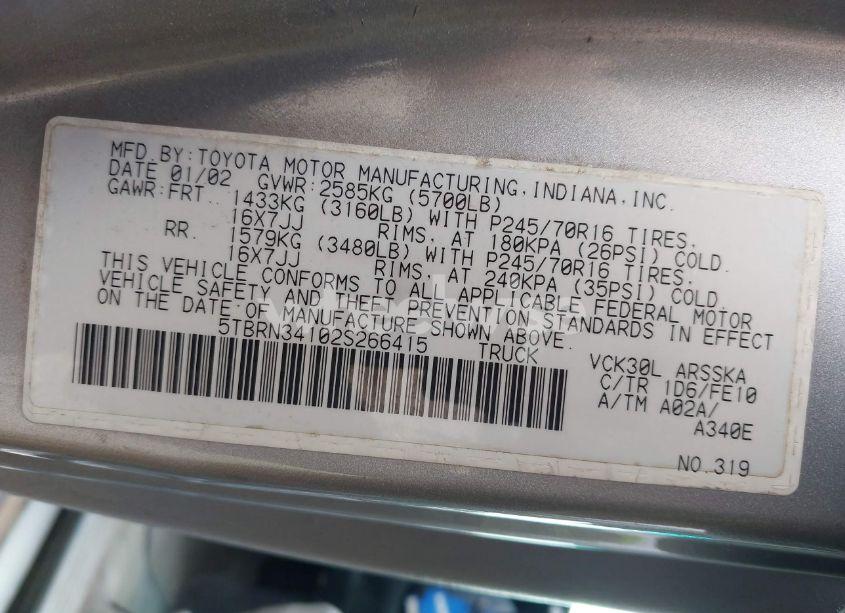 MFD.BY:TOYOTA MOTOR MANUFACTURING,INDIANA,INC.
DATE 01/02 GVWR:2585KG (5700LB)
GAWR:FRT. 1433KG (3160LB) WITH P245/70R16 TIRES.
16X7JJ RIMS, AT 180KPA (26PSI) COLD.
RR. 1579KG (3480LB) WITH P245/70R16 TIRES.
16X7JJ RIMS, AT 240KPA (35PSI) COLD.
THIS VEHICLE CONFORMS TO ALL APPLICABLE FEDERAL MOTOR
VEHICLE SAFETY AND THEFT PREVENTION STANDARDS IN EFFECT
ON THE DATE OF MANUFACTURE SHOWN ABOVE.
5TBRN34102S266415 TRUCK
VCK30L ARSSKA
C/TR 1D6/FE10
A/TM A02A/
A340E
NO.319